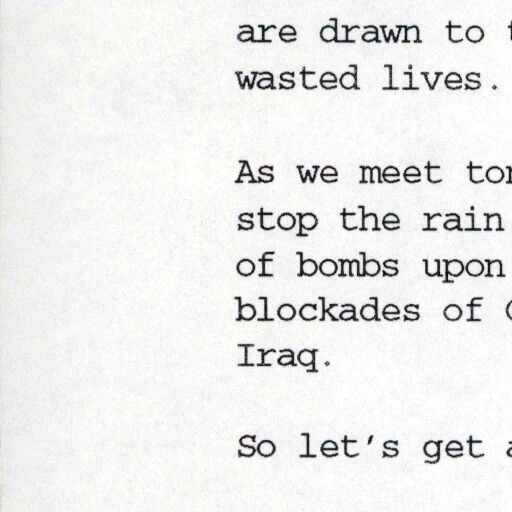 are drawn to
wasted lives.
As we meet
stop the rain
of bombs upon
blockades of
Iraq.
So let's get